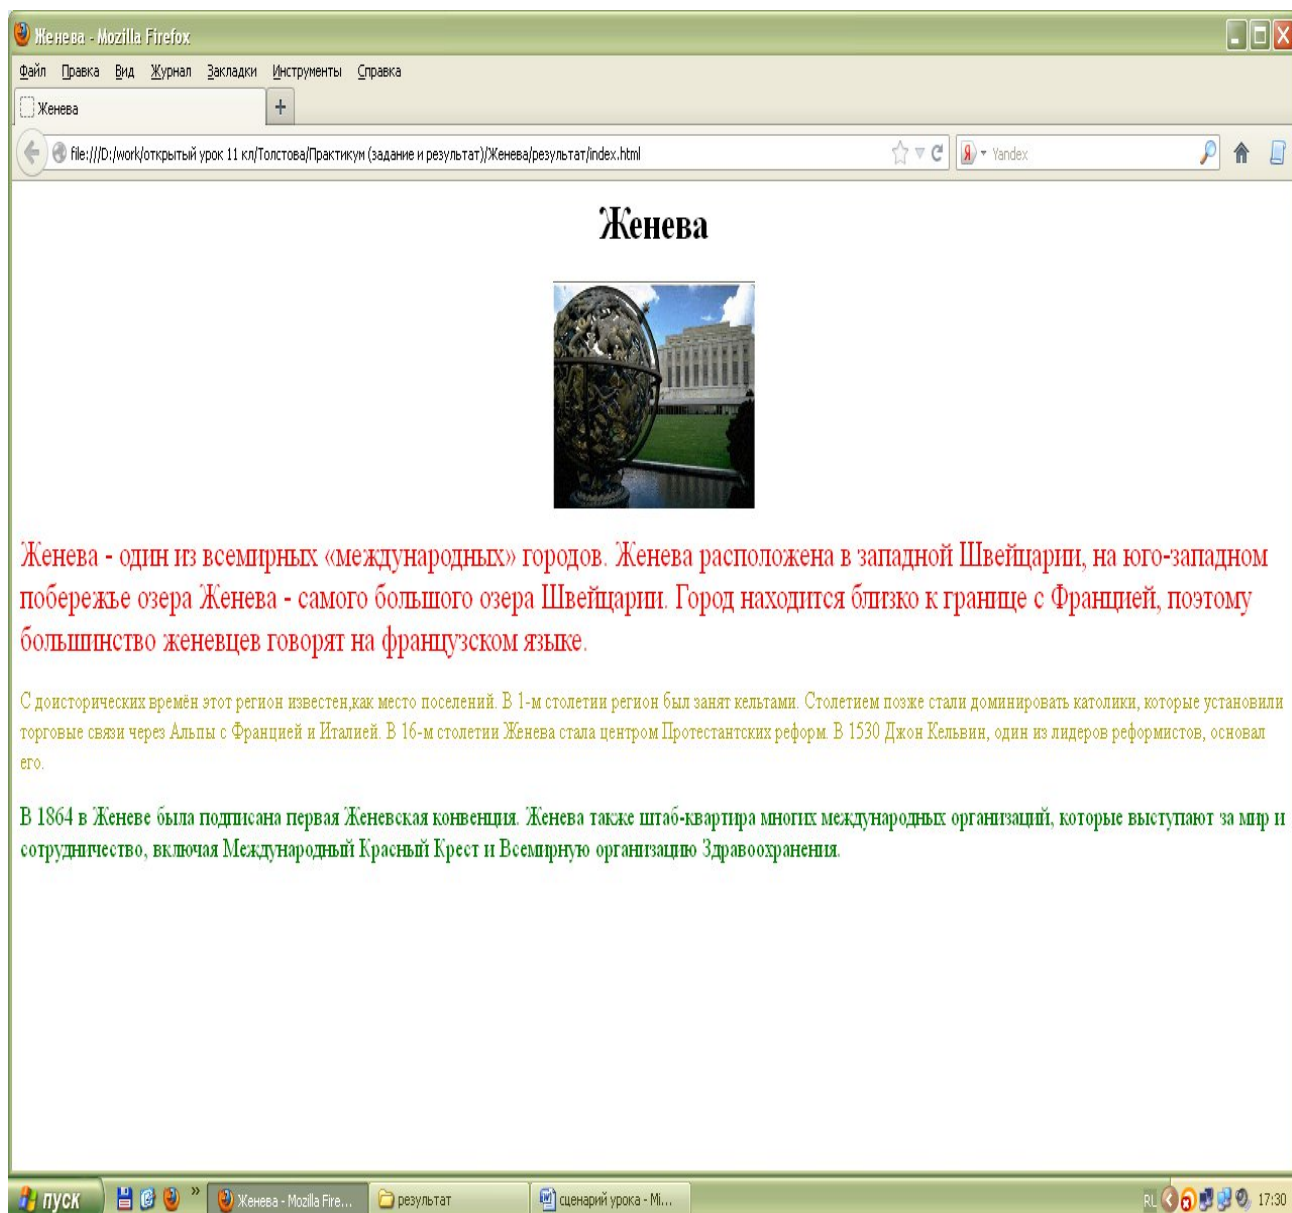 Женева - Mozilla Firefox
Файл Правка Вид Журнал Закладки Инструменты Справка
Женева +
file:///D:/work/открытый урок 11 кл/Толстова/Практикум (задание и результат)/Женева/результат/index.html Я Yandex
Женева
Женева - один из всемирных «международных» городов. Женева расположена в западной Швейцарии, на юго-западном
побережье озера Женева - самого большого озера Швейцарии. Город находится близко к границе с Францией, поэтому
большинство женевцев говорят на французском языке.
С доисторических времён этот регион известен,как место поселений. В 1-м столетии регион был занят кельтами. Столетием позже стали доминировать католики, которые установили
торговые связи через Альпы с Францией и Италией. В 16-м столетии Женева стала центром Протестантских реформ. В 1530 Джон Кельвин, один из лидеров реформистов, основал
его.
В 1864 в Женеве была подписана первая Женевская конвенция. Женева также штаб-квартира многих международных организаций, которые выступают за мир и
сотрудничество, включая Международный Красный Крест и Всемирную организацию Здравоохранения.
пуск » Женева - Mozilla Fire... результат сценарий урока - Mi... RL 17:30